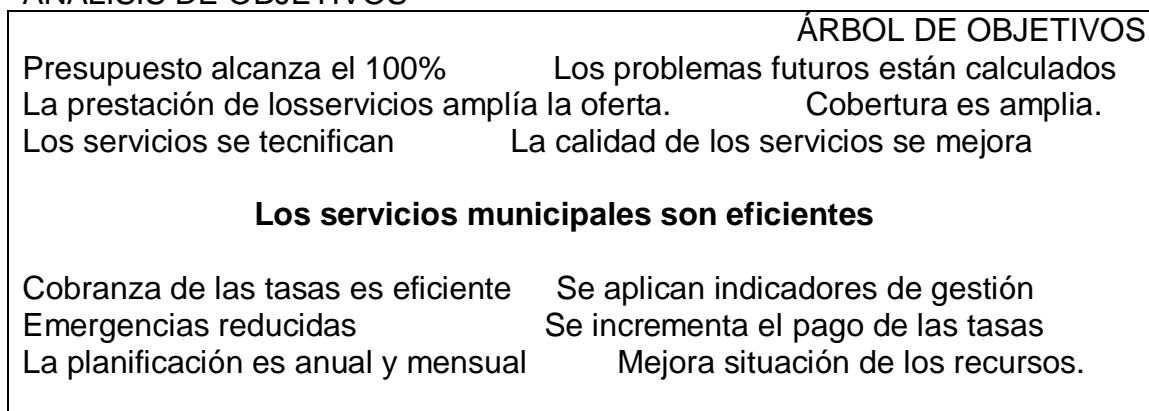 ANÁLISIS DE OBJETIVOS
ÁRBOL DE OBJETIVOS
Presupuesto alcanza el 100% Los problemas futuros están calculados
La prestación de losservicios amplía la oferta. Cobertura es amplia.
Los servicios se tecnifican La calidad de los servicios se mejora
Los servicios municipales son eficientes
Cobranza de las tasas es eficiente Se aplican indicadores de gestión
Emergencias reducidas Se incrementa el pago de las tasas
La planificación es anual y mensual Mejora situación de los recursos.